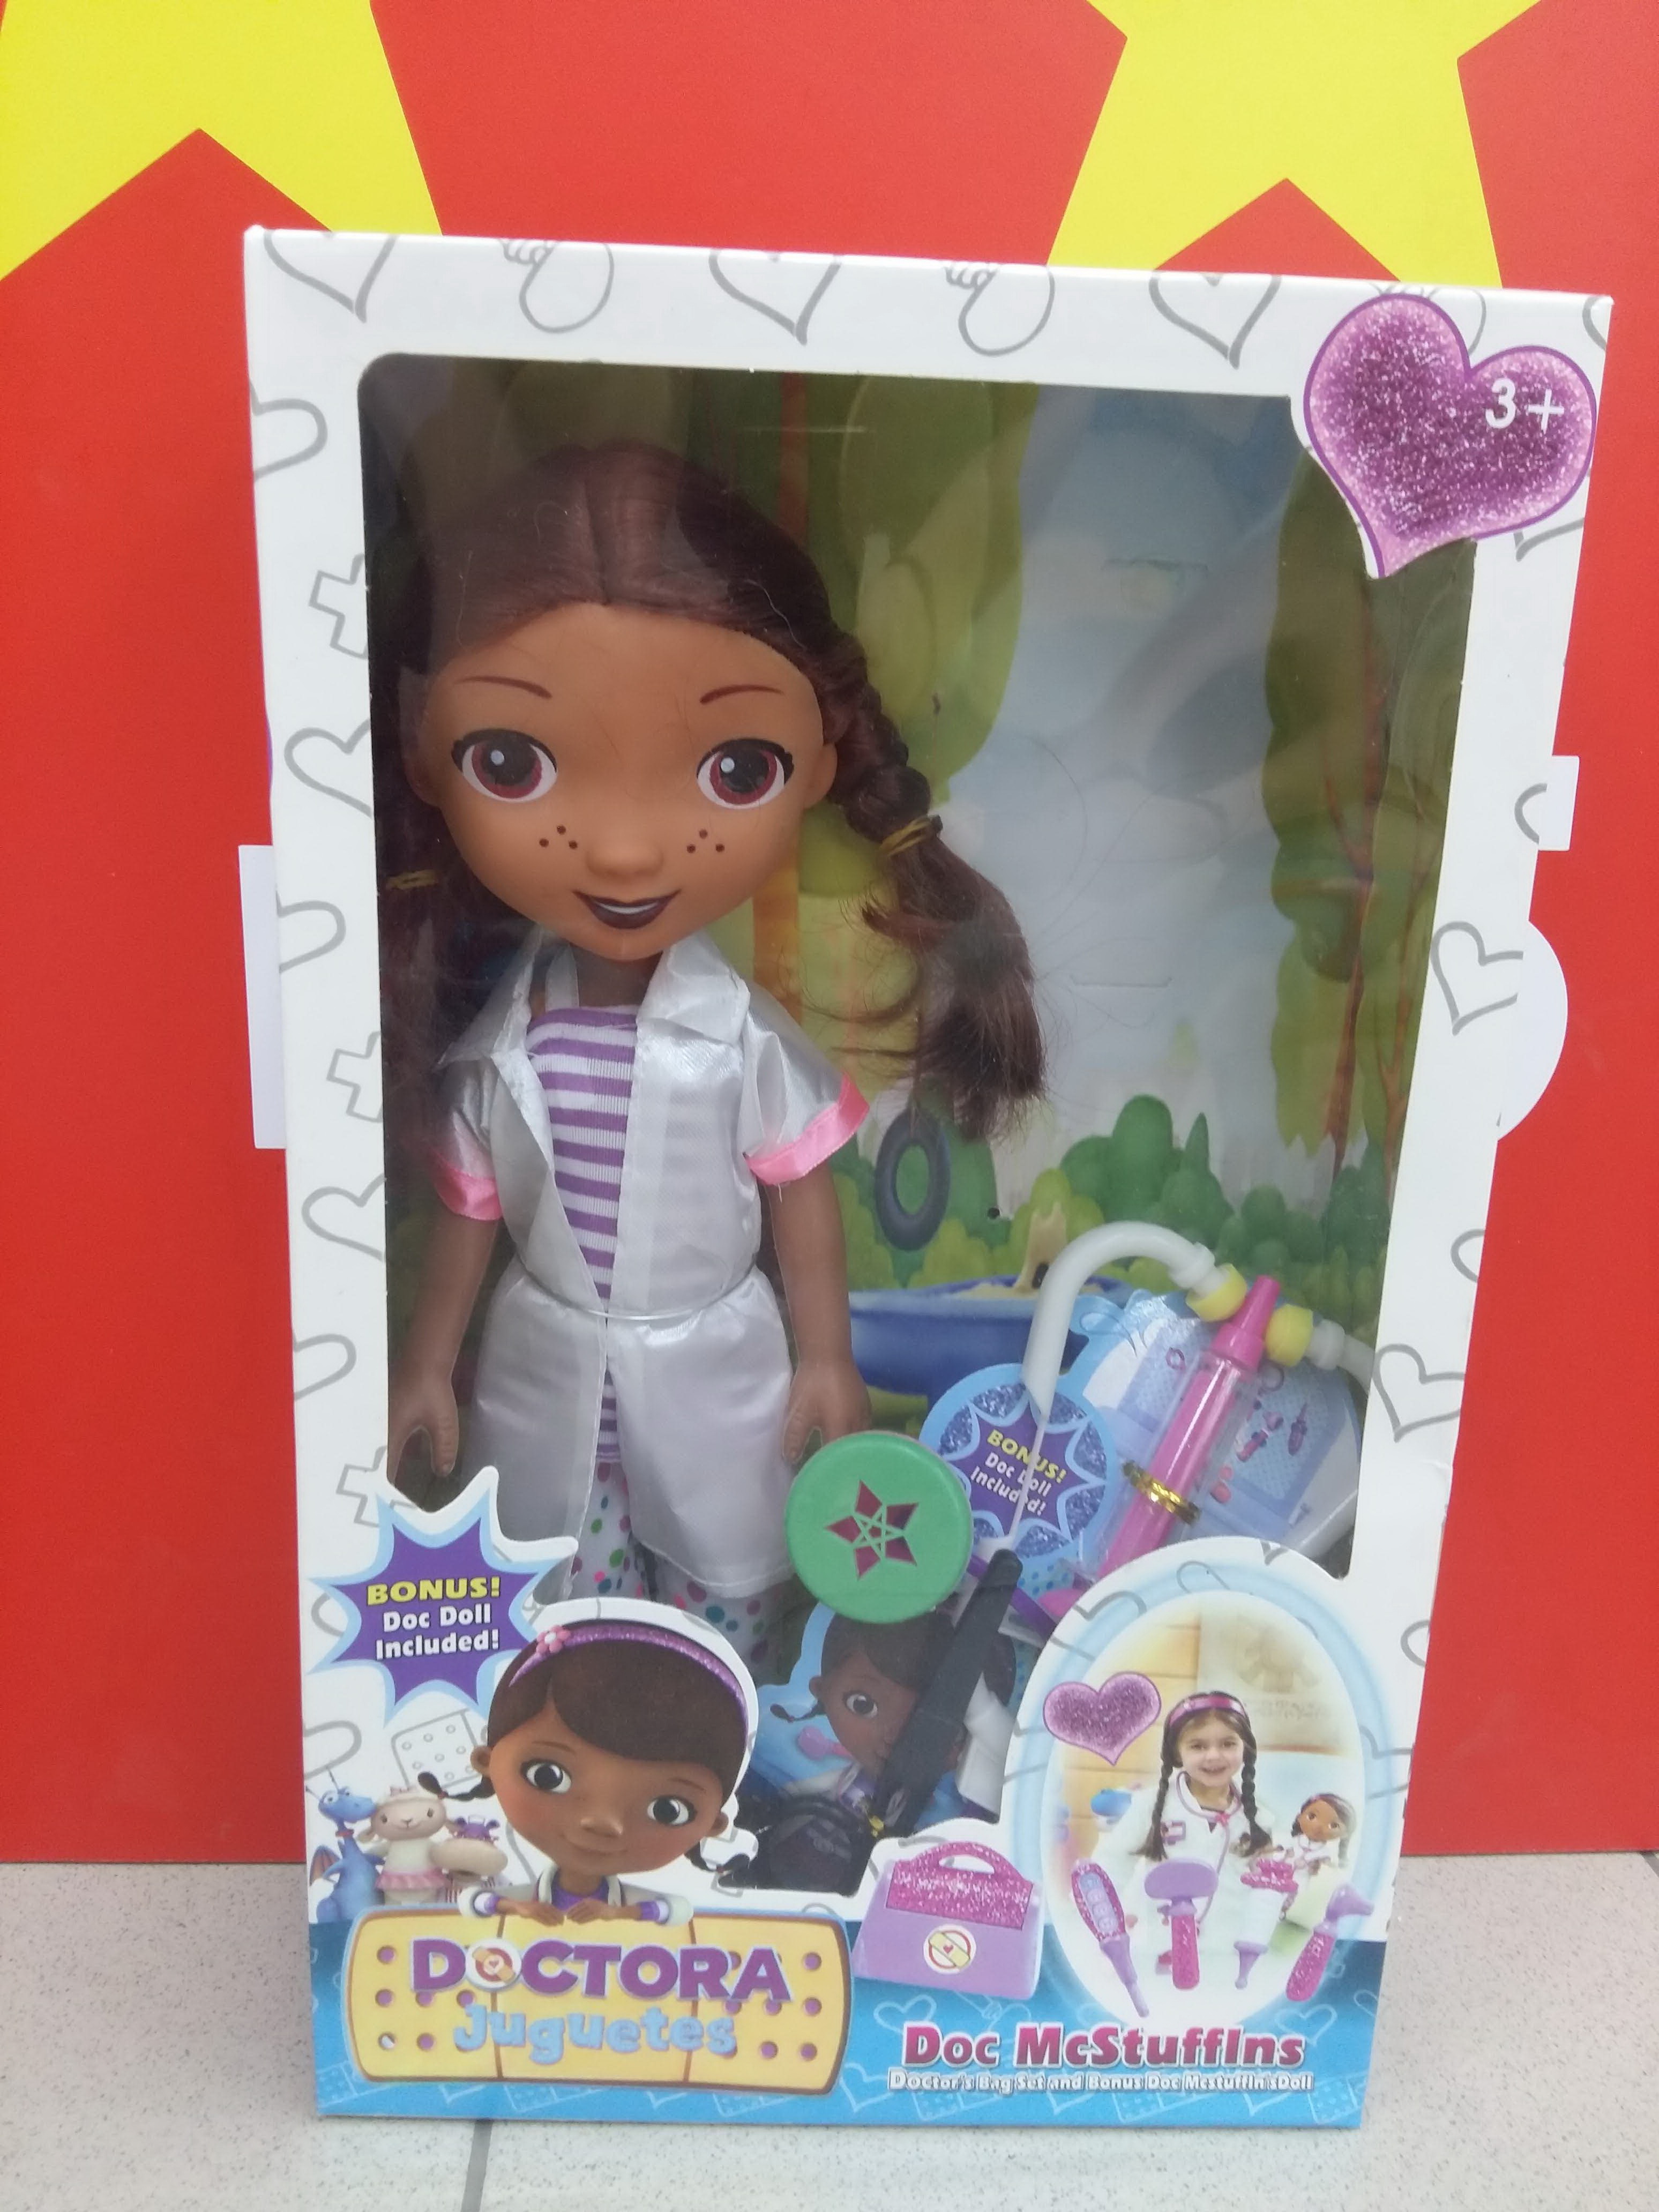 3+
BONUS!
Doc Doll
Included!
BONUS!
Doc Doll
Included!
DOCTORA
Juguetes
Doc McStuffIns
Doctor's Bag Set and Bonus Doc Mcstuffin's Doll